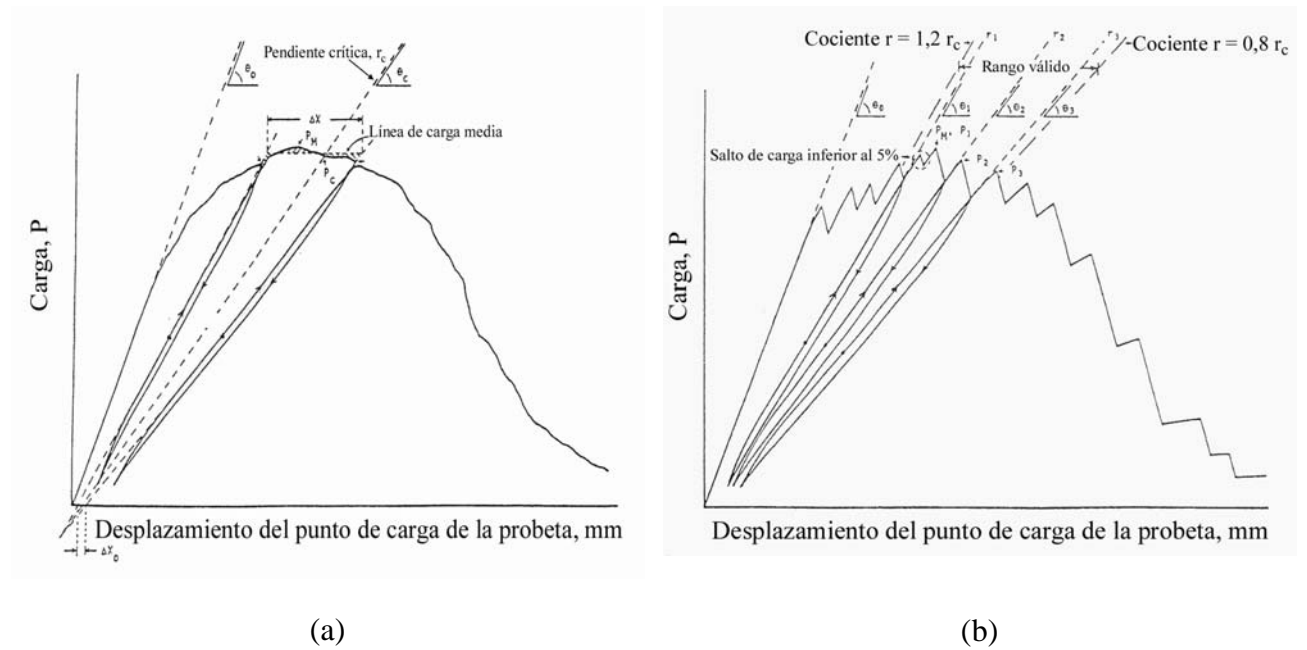 Pendiente crítica, r_c
θ_0
θ_c
ΔX
Línea de carga media
P_M
P_C
Carga, P
Desplazamiento del punto de carga de la probeta, mm
ΔX_0
(a)
Cociente r = 1,2 r_c
r_1
r_2
r_3
Cociente r = 0,8 r_c
Rango válido
θ_0
θ_1
θ_2
θ_3
P_M, P_1
Salto de carga inferior al 5%
P_2
P_3
Carga, P
Desplazamiento del punto de carga de la probeta, mm
(b)